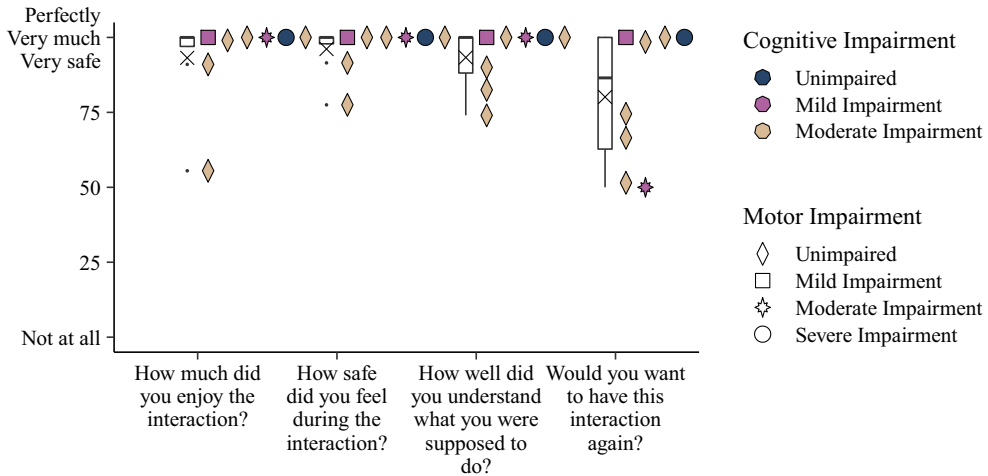 Perfectly
Very much
Very safe
75
50
25
Not at all
How much did
you enjoy the
interaction?
How safe
did you feel
during the
interaction?
How well did
you understand
what you were
supposed to
do?
Would you want
to have this
interaction
again?
Cognitive Impairment
Unimpaired
Mild Impairment
Moderate Impairment
Motor Impairment
Unimpaired
Mild Impairment
Moderate Impairment
Severe Impairment